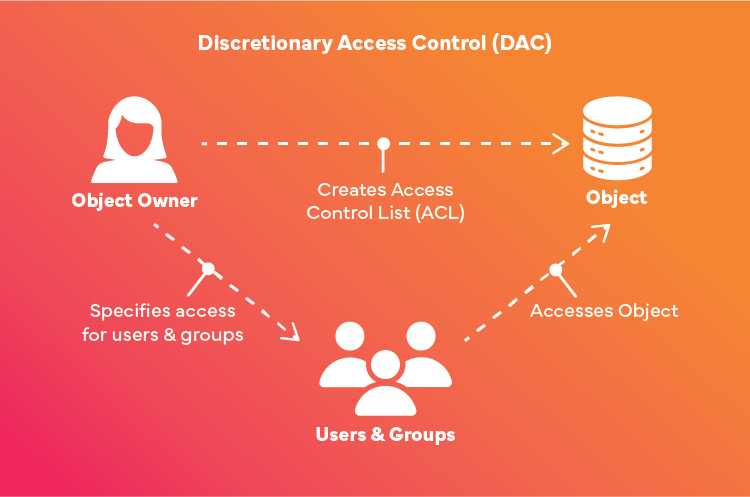 Discretionary Access Control (DAC)
Object Owner
Creates Access
Control List (ACL)
Object
Specifies access
for users & groups
Accesses Object
Users & Groups